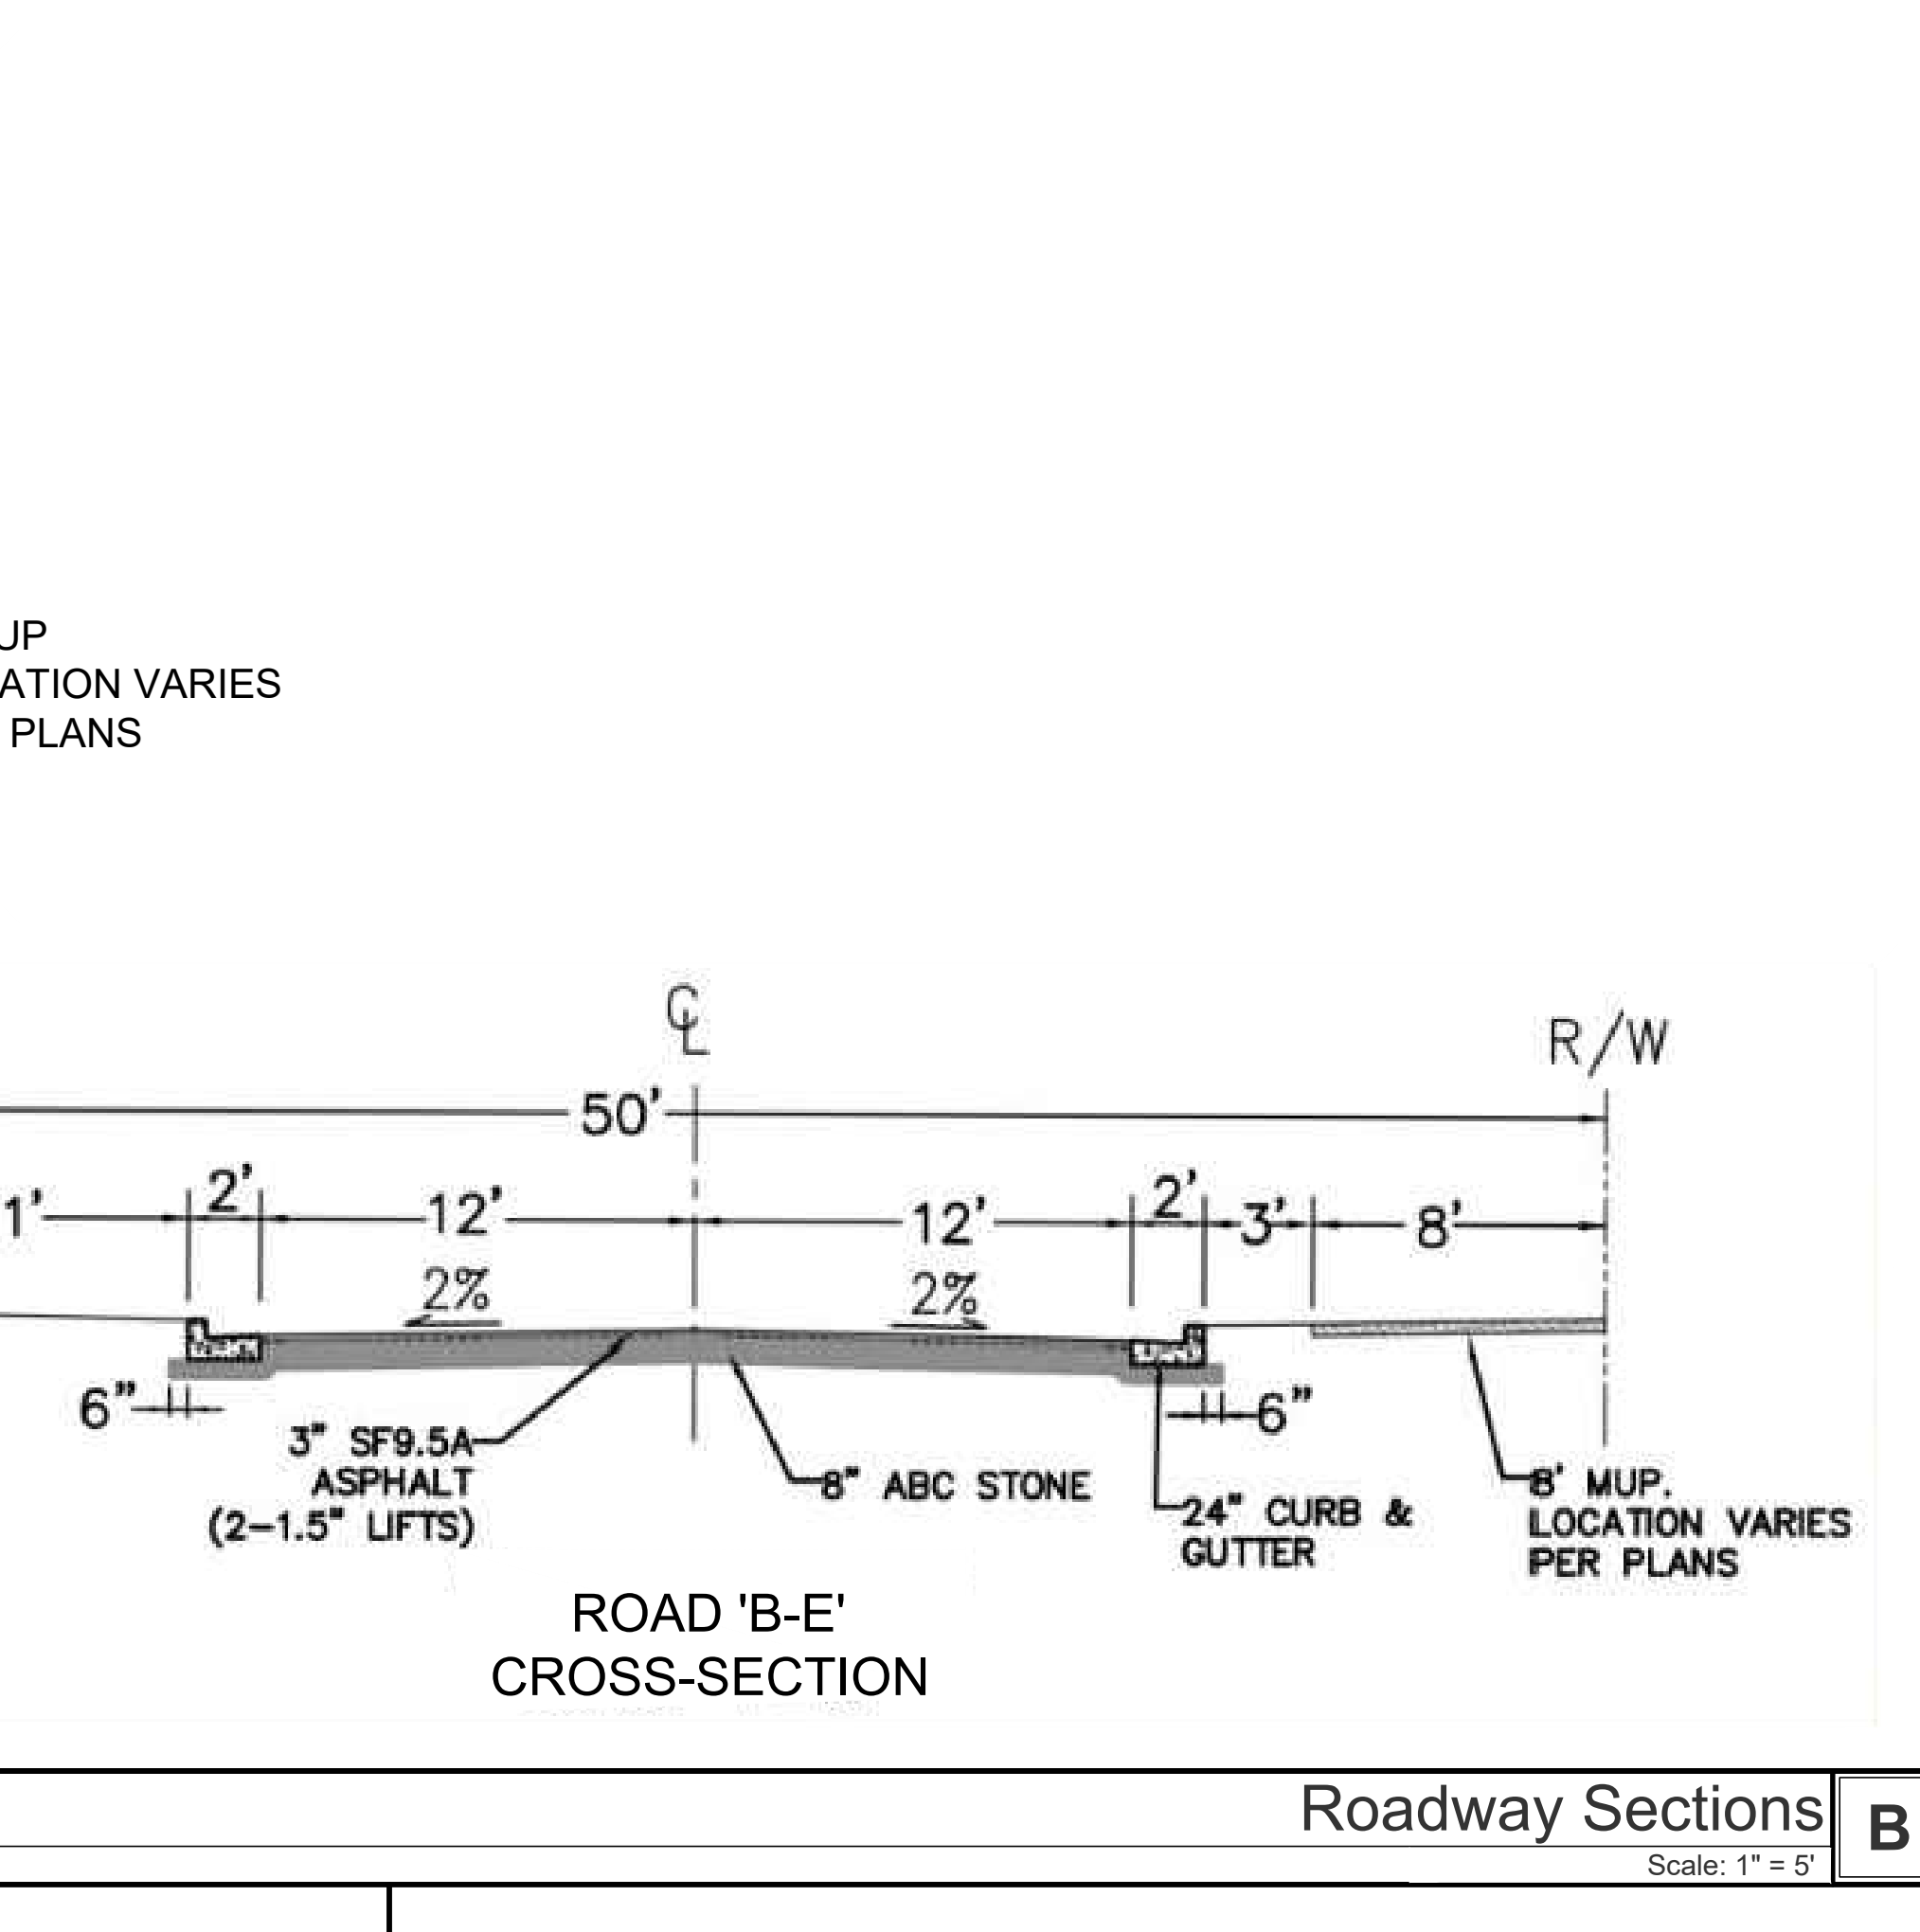 UP
ATION VARIES
PLANS
℄
R/W
50'
1'
2'
12'
12'
2'
3'
8'
2%
2%
6"
6"
3" SF9.5A
ASPHALT
(2-1.5" LIFTS)
8" ABC STONE
24" CURB &
GUTTER
8' MUP.
LOCATION VARIES
PER PLANS
ROAD 'B-E'
CROSS-SECTION
Roadway Sections
B
Scale: 1" = 5'